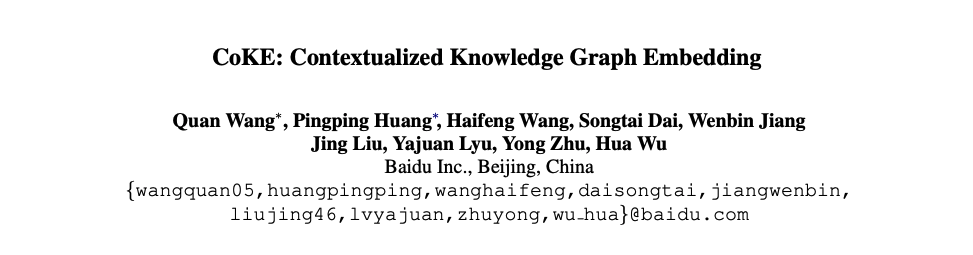 CoKE: Contextualized Knowledge Graph Embedding
Quan Wang*, Pingping Huang*, Haifeng Wang, Songtai Dai, Wenbin Jiang
Jing Liu, Yajuan Lyu, Yong Zhu, Hua Wu
Baidu Inc., Beijing, China
{wangquan05,huangpingping,wanghaifeng,daisongtai,jiangwenbin,
liujing46,lvyajuan,zhuyong,wu_hua}@baidu.com